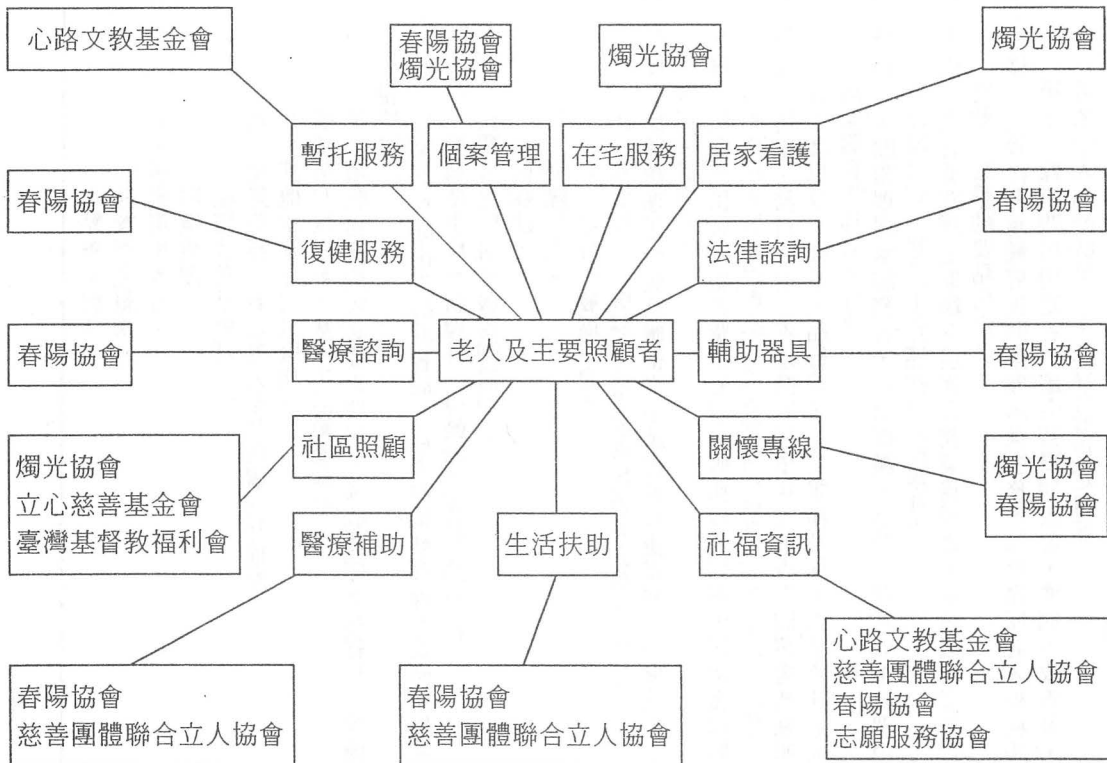 心路文教基金會
春陽協會
燭光協會
燭光協會
燭光協會
暫托服務
個案管理
在宅服務
居家看護
春陽協會
春陽協會
復健服務
法律諮詢
春陽協會
醫療諮詢
老人及主要照顧者
輔助器具
春陽協會
社區照顧
關懷專線
燭光協會
立心慈善基金會
臺灣基督教福利會
燭光協會
春陽協會
醫療補助
生活扶助
社福資訊
春陽協會
慈善團體聯合立人協會
春陽協會
慈善團體聯合立人協會
心路文教基金會
慈善團體聯合立人協會
春陽協會
志願服務協會